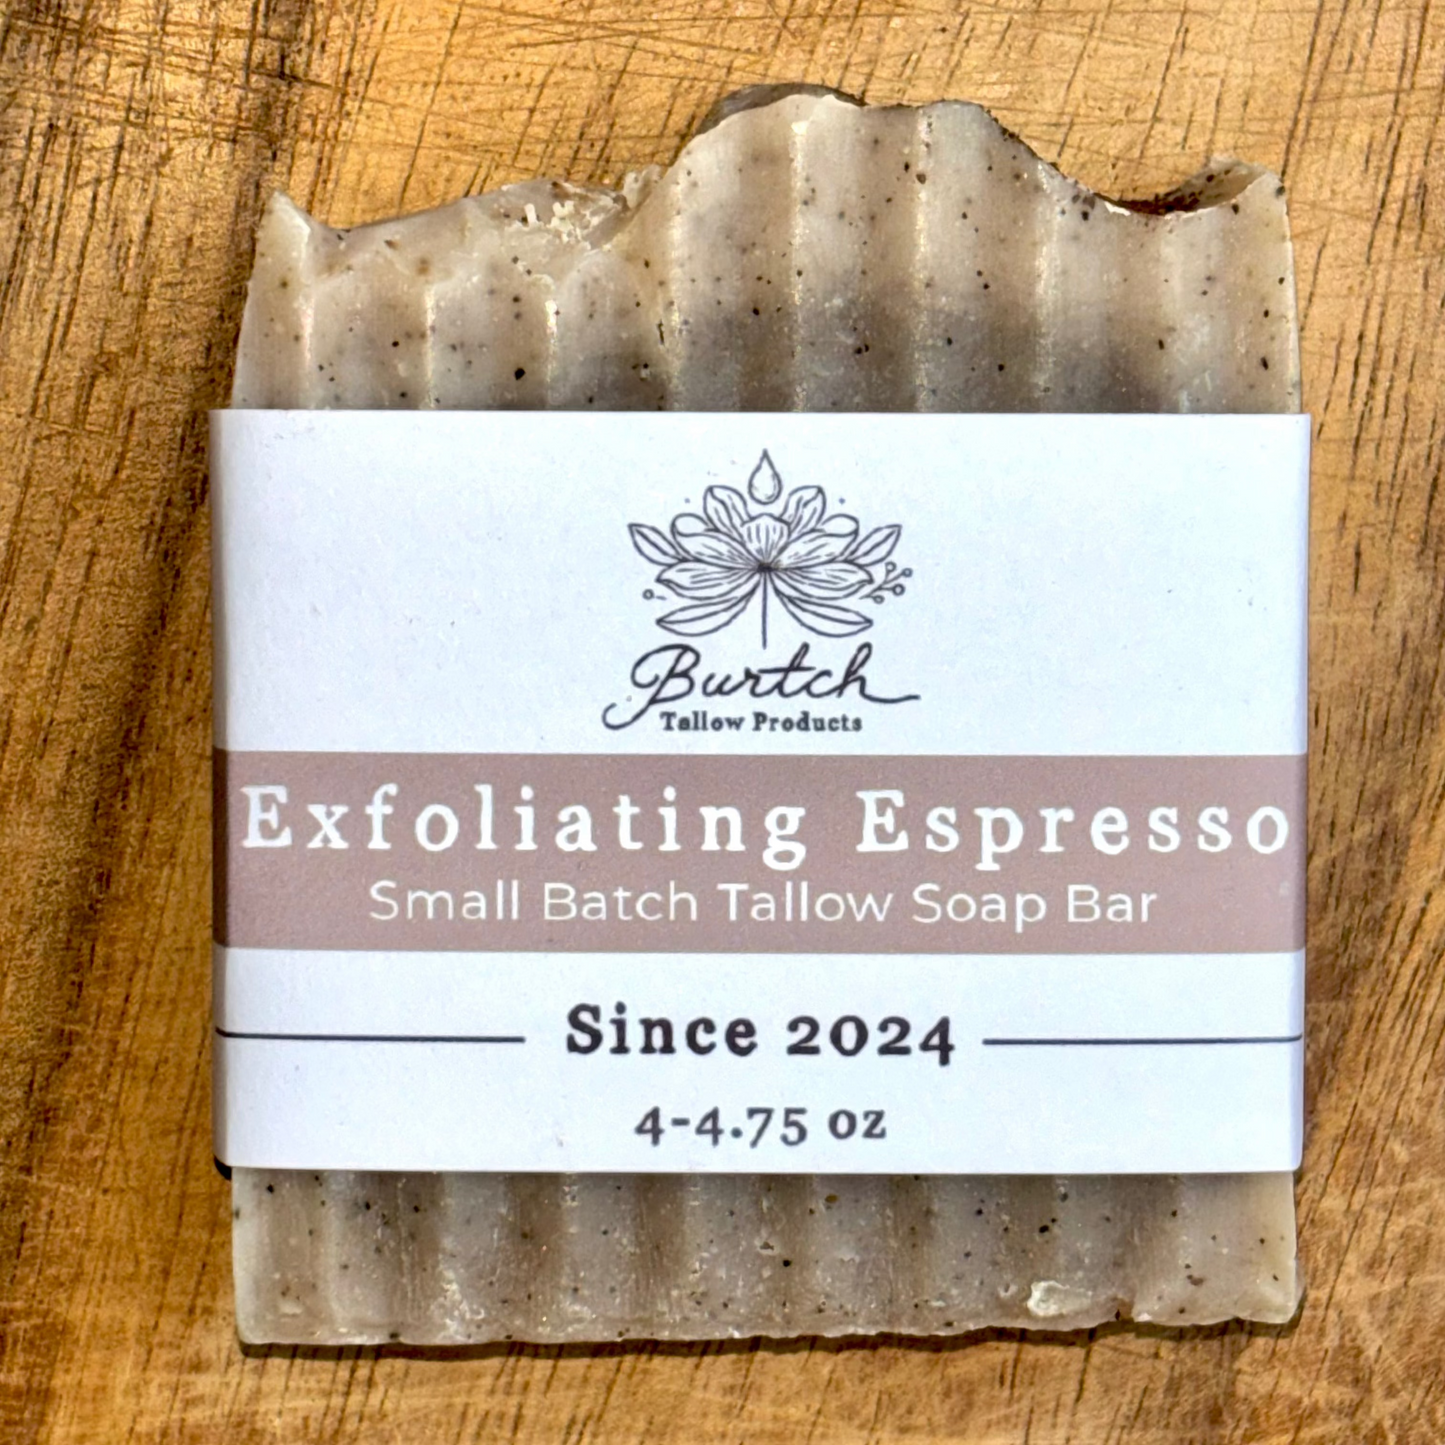 Burtch
Tallow Products
Exfoliating Espresso
Small Batch Tallow Soap Bar
Since 2024
4-4.75 oz